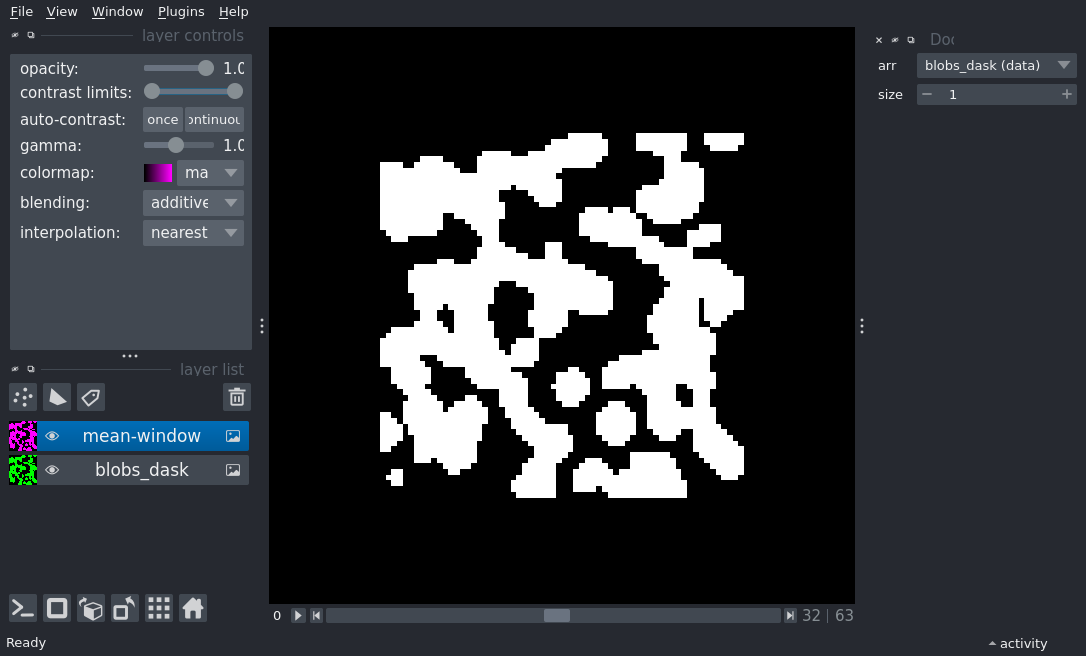 File View Window Plugins Help
layer controls
opacity: 1.0
contrast limits:
auto-contrast: once ontinuou
gamma: 1.0
colormap: ma
blending: additive
interpolation: nearest
layer list
mean-window
blobs_dask
0 32 | 63
Ready
Doc
arr blobs_dask (data)
size 1
activity